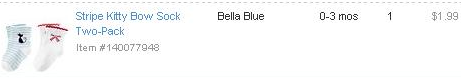 Stripe Kitty Bow Sock Bella Blue 0-3 mos 1 $1.99
Two-Pack
Item #140077948